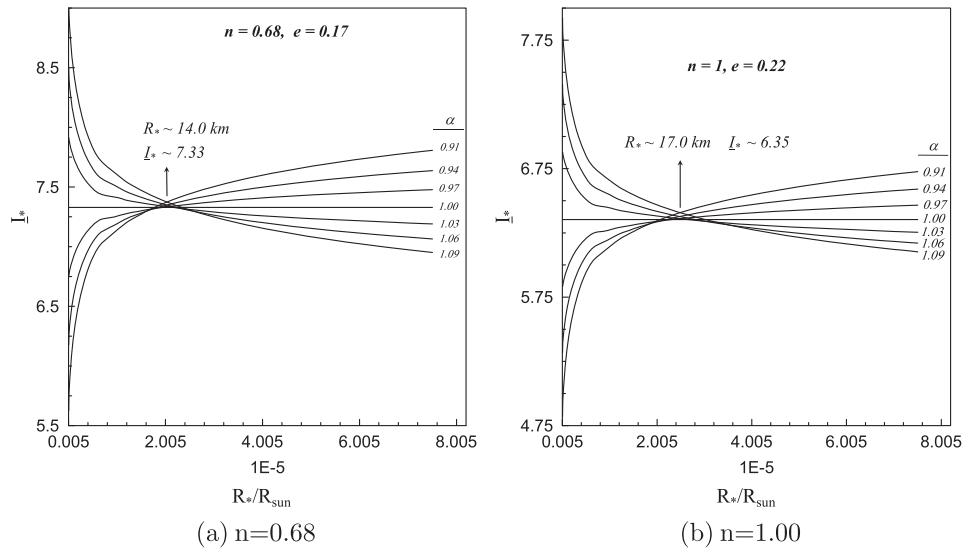 n = 0.68, e = 0.17
8.5
7.5
6.5
5.5
I*
R* ~ 14.0 km
I* ~ 7.33
α
0.91
0.94
0.97
1.00
1.03
1.06
1.09
0.005 2.005 4.005 6.005 8.005
1E-5
R*/Rsun
(a) n=0.68
n = 1, e = 0.22
7.75
6.75
5.75
4.75
I*
R* ~ 17.0 km I* ~ 6.35
α
0.91
0.94
0.97
1.00
1.03
1.06
1.09
0.005 2.005 4.005 6.005 8.005
1E-5
R*/Rsun
(b) n=1.00